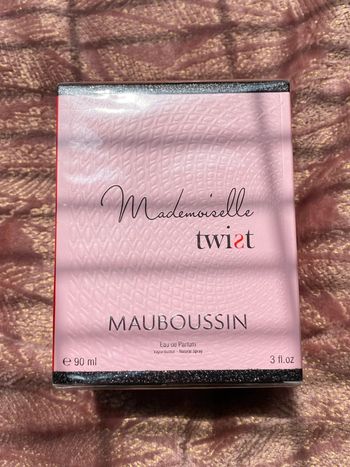 Mademoiselle
twist
MAUBOUSSIN
Eau de Parfum
Vaporisateur - Natural Spray
℮ 90 ml 3 fl.oz